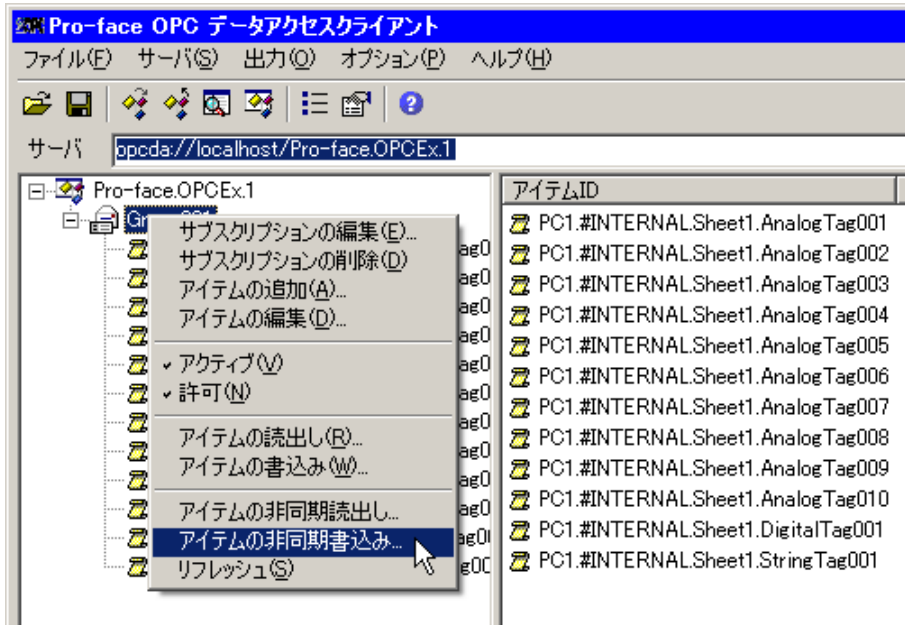 Pro-face OPC データアクセスクライアント
ファイル(F) サーバ(S) 出力(O) オプション(P) ヘルプ(H)
サーバ opcda://localhost/Pro-face.OPCEx.1
Pro-face.OPCEx.1
サブスクリプションの編集(E)...
サブスクリプションの削除(D)
アイテムの追加(A)...
アイテムの編集(D)...
アクティブ(V)
許可(N)
アイテムの読出し(R)...
アイテムの書込み(W)...
アイテムの非同期読出し...
アイテムの非同期書込み...
リフレッシュ(S)
アイテムID
PC1.#INTERNAL.Sheet1.AnalogTag001
PC1.#INTERNAL.Sheet1.AnalogTag002
PC1.#INTERNAL.Sheet1.AnalogTag003
PC1.#INTERNAL.Sheet1.AnalogTag004
PC1.#INTERNAL.Sheet1.AnalogTag005
PC1.#INTERNAL.Sheet1.AnalogTag006
PC1.#INTERNAL.Sheet1.AnalogTag007
PC1.#INTERNAL.Sheet1.AnalogTag008
PC1.#INTERNAL.Sheet1.AnalogTag009
PC1.#INTERNAL.Sheet1.AnalogTag010
PC1.#INTERNAL.Sheet1.DigitalTag001
PC1.#INTERNAL.Sheet1.StringTag001